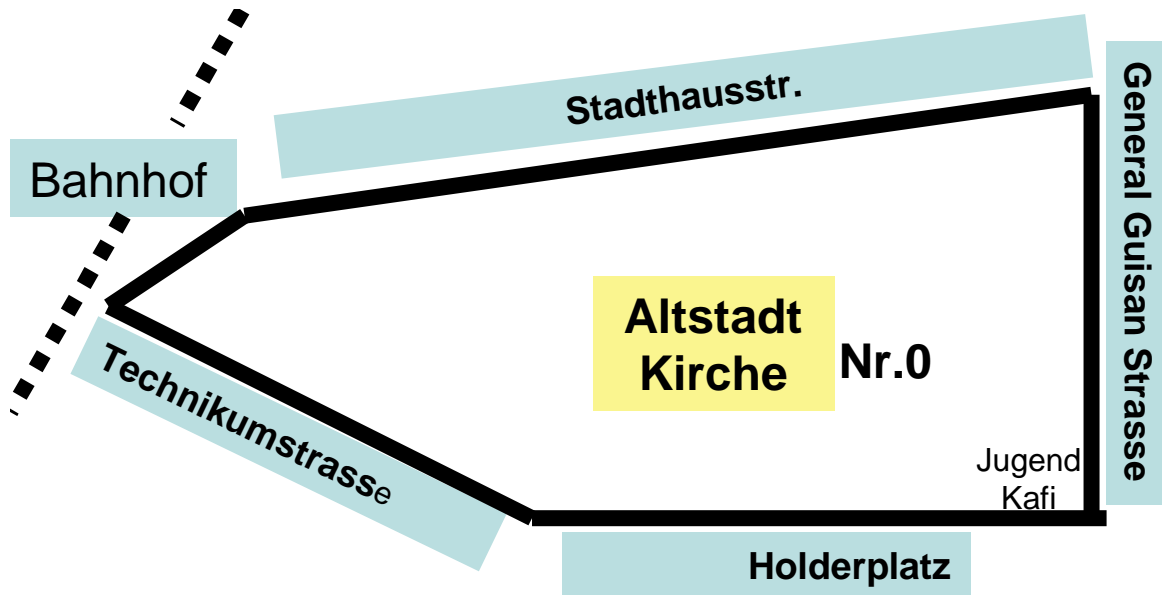 Stadthausstr.
General Guisan Strasse
Bahnhof
Altstadt
Kirche
Nr.0
Technikumstrasse
Jugend
Kafi
Holderplatz